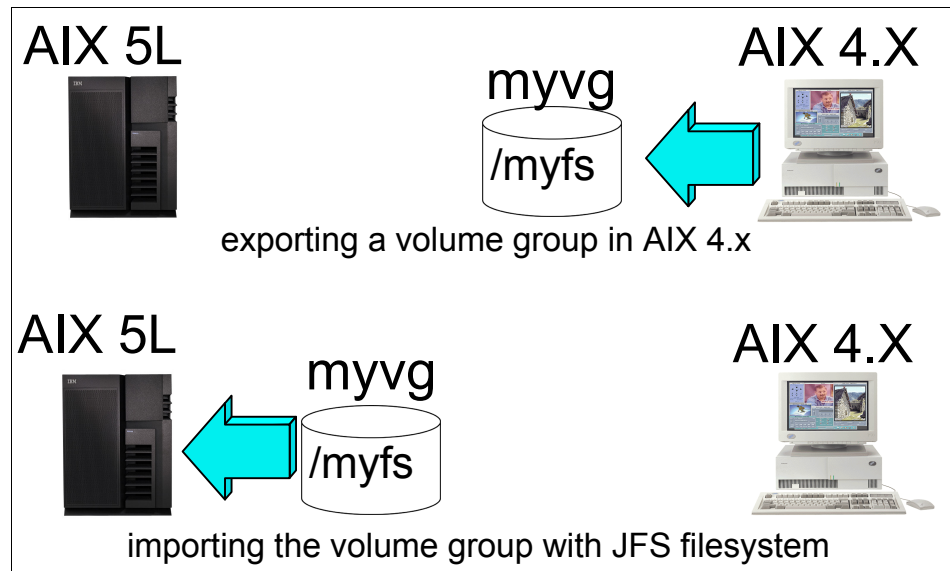 AIX 5L
AIX 4.X
myvg
/myfs
exporting a volume group in AIX 4.x
AIX 5L
AIX 4.X
myvg
/myfs
importing the volume group with JFS filesystem